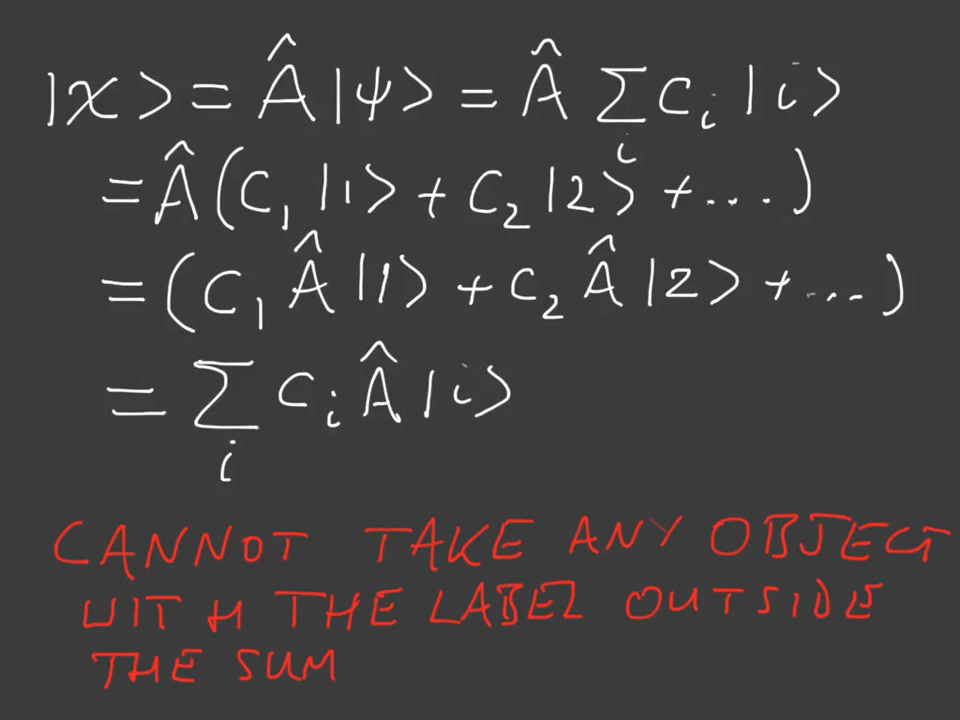 |χ> = Â|ψ> = Â Σ_i C_i |i>
= Â(C_1 |1> + C_2 |2> + ....)
= (C_1 Â |1> + C_2 Â |2> + ....)
= Σ_i C_i Â |i>
CANNOT TAKE ANY OBJECT
WITH THE LABEL OUTSIDE
THE SUM